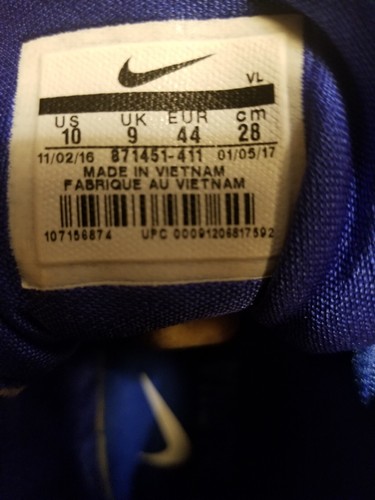 VL
US UK EUR cm
10 9 44 28
11/02/16 871451-411 01/05/17
MADE IN VIETNAM
FABRIQUE AU VIETNAM
107156874 UPC 00091206817592